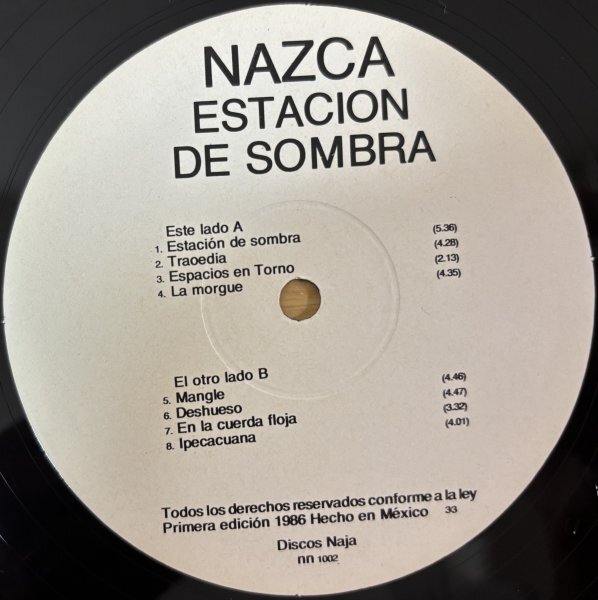 NAZCA
ESTACION
DE SOMBRA
Este lado A
1. Estación de sombra (5.36)
2. Traoedia (4.28)
3. Espacios en Torno (2.13)
4. La morgue (4.35)
El otro lado B
5. Mangle (4.46)
6. Deshueso (4.47)
7. En la cuerda floja (3.32)
8. Ipecacuana (4.01)
Todos los derechos reservados conforme a la ley
Primera edición 1986 Hecho en México 33
Discos Naja
nn 1002